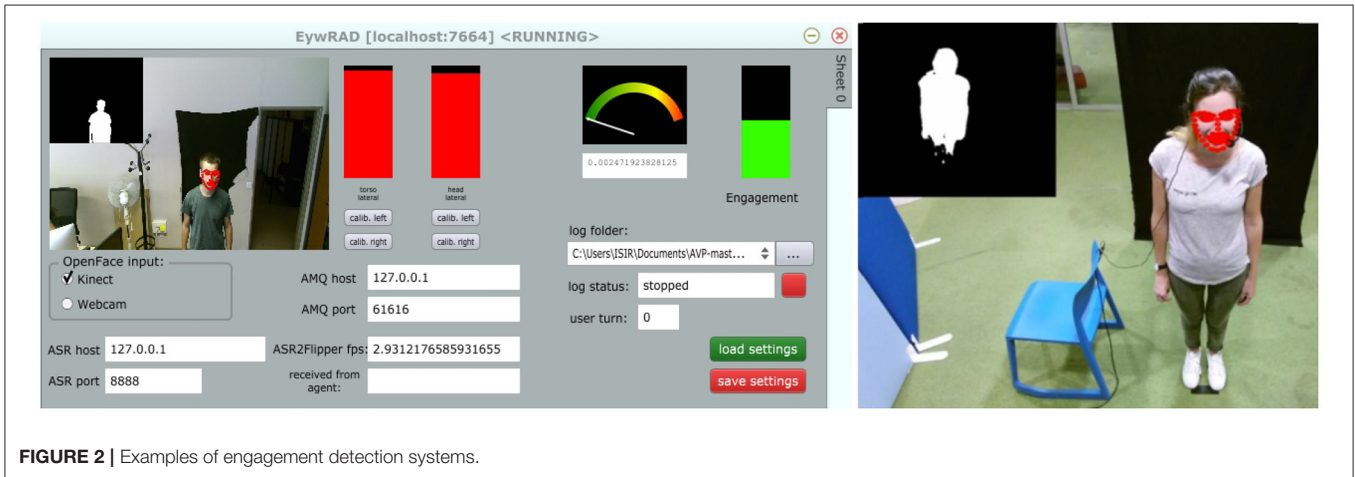 EywRAD [localhost:7664] <RUNNING>
Sheet 0
torso
lateral
head
lateral
calib. left
calib. left
calib. right
calib. right
0.002471923828125
Engagement
log folder:
C:\Users\ISIR\Documents\AVP-mast... ...
log status: stopped
user turn: 0
OpenFace input:
Kinect
Webcam
AMQ host 127.0.0.1
AMQ port 61616
ASR host 127.0.0.1
ASR2Flipper fps: 2.9312176585931655
ASR port 8888
received from
agent:
load settings
save settings
FIGURE 2 | Examples of engagement detection systems.